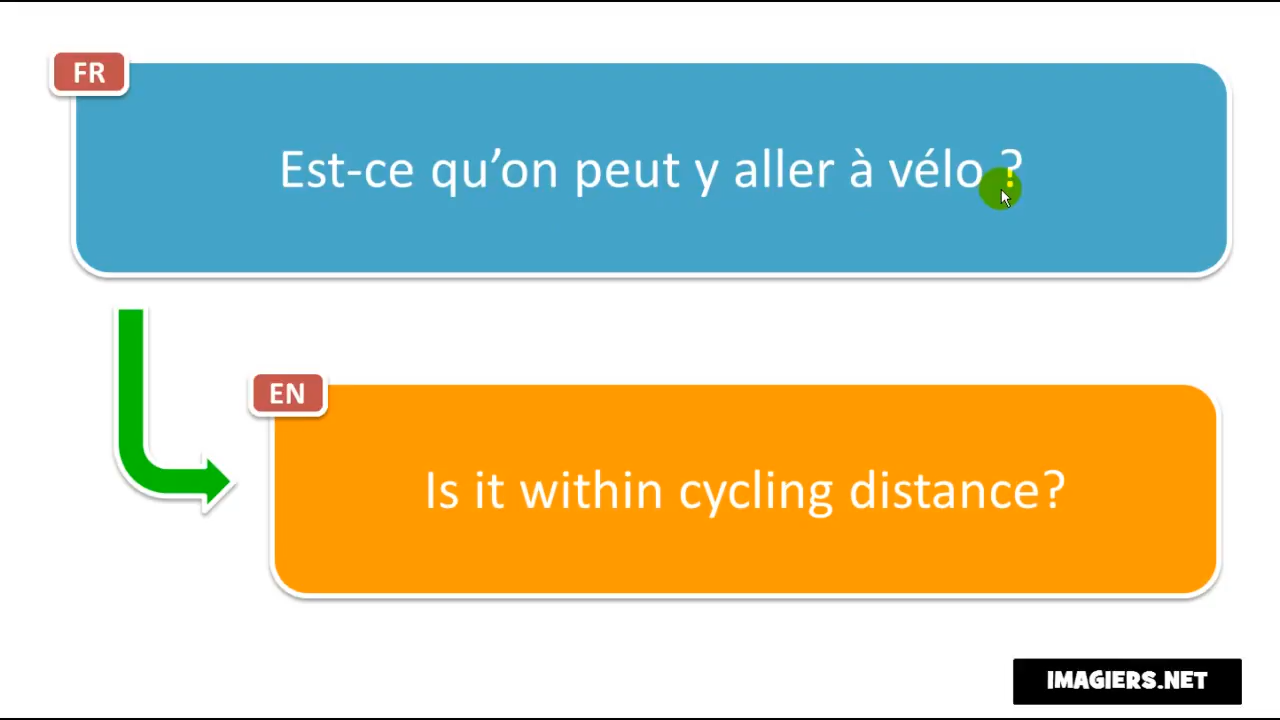 FR
Est-ce qu’on peut y aller à vélo ?
EN
Is it within cycling distance?
IMAGIERS.NET